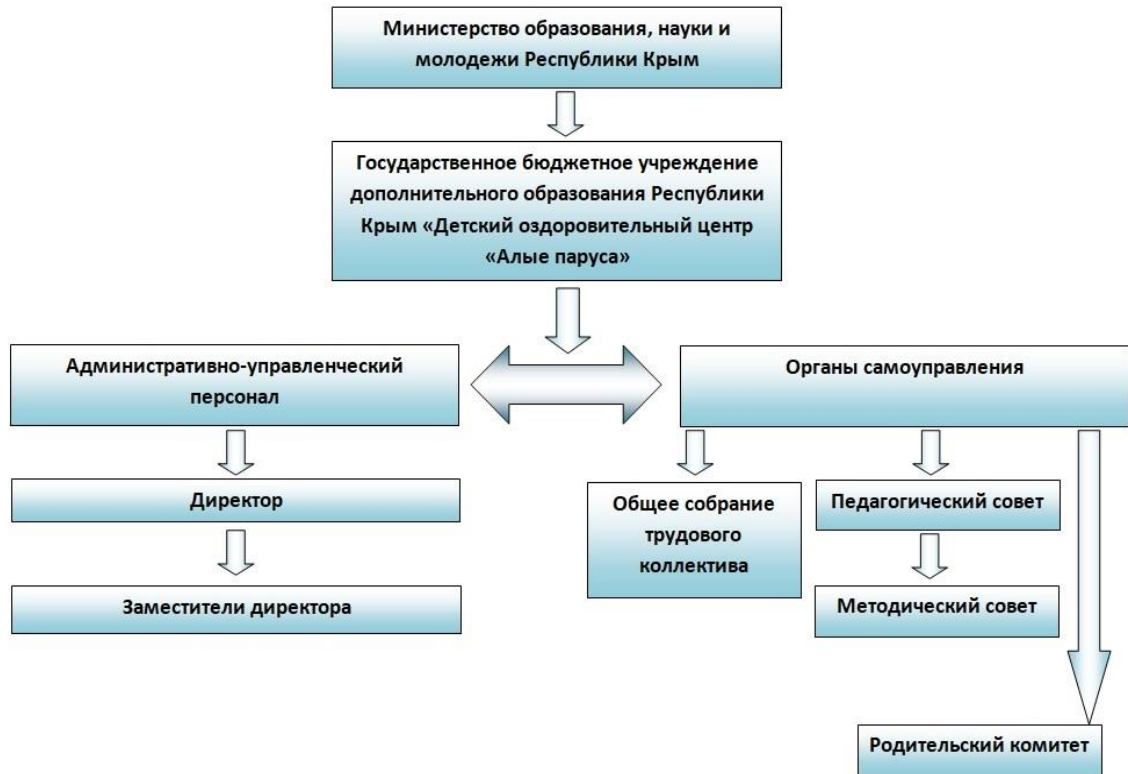 Министерство образования, науки и
молодежи Республики Крым
Государственное бюджетное учреждение
дополнительного образования Республики
Крым «Детский оздоровительный центр
«Алые паруса»
Административно-управленческий
персонал
Органы самоуправления
Директор
Заместители директора
Общее собрание
трудового
коллектива
Педагогический совет
Методический совет
Родительский комитет